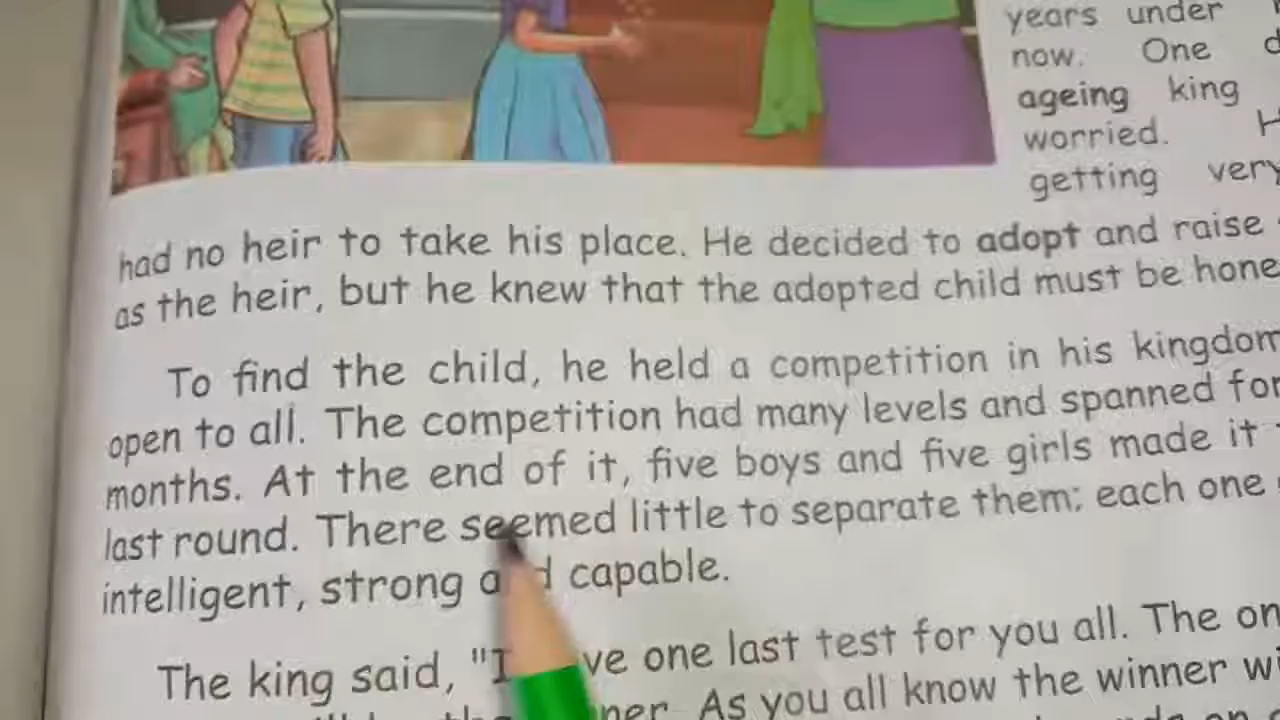 years under
now. One
ageing king
worried.
getting very
had no heir to take his place. He decided to adopt and raise
as the heir, but he knew that the adopted child must be
To find the child, he held a competition in his kingdom
open to all. The competition had many levels and spanned for
months. At the end of it, five boys and five girls made it
last round. There seemed little to separate them; each one
intelligent, strong capable.
The king said, "I one last test for you all. The
As you all know the winner